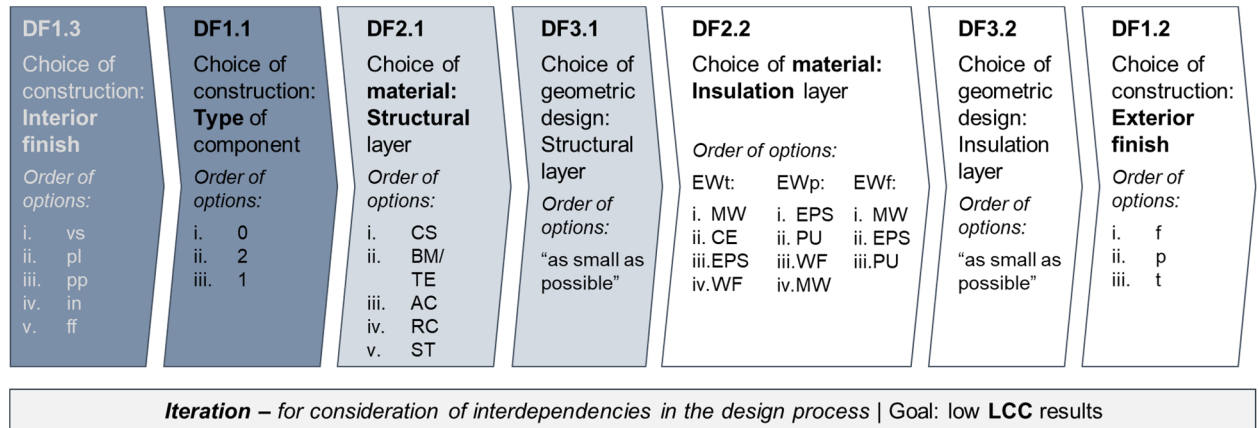 DF1.3
Choice of
construction:
Interior
finish
Order of
options:
i. vs
ii. pl
iii. pp
iv. in
v. ff
DF1.1
Choice of
construction:
Type of
component
Order of
options:
i. 0
ii. 2
iii. 1
DF2.1
Choice of
material:
Structural
layer
Order of
options:
i. CS
ii. BM/
TE
iii. AC
iv. RC
v. ST
DF3.1
Choice of
geometric
design:
Structural
layer
Order of
options:
“as small as
possible”
DF2.2
Choice of material:
Insulation layer
Order of options:
EWt: EWp: EWf:
i. MW i. EPS i. MW
ii. CE ii. PU ii. EPS
iii.EPS iii.WF iii.PU
iv.WF iv.MW
DF3.2
Choice of
geometric
design:
Insulation
layer
Order of
options:
“as small as
possible”
DF1.2
Choice of
construction:
Exterior
finish
Order of
options:
i. f
ii. p
iii. t
Iteration – for consideration of interdependencies in the design process | Goal: low LCC results